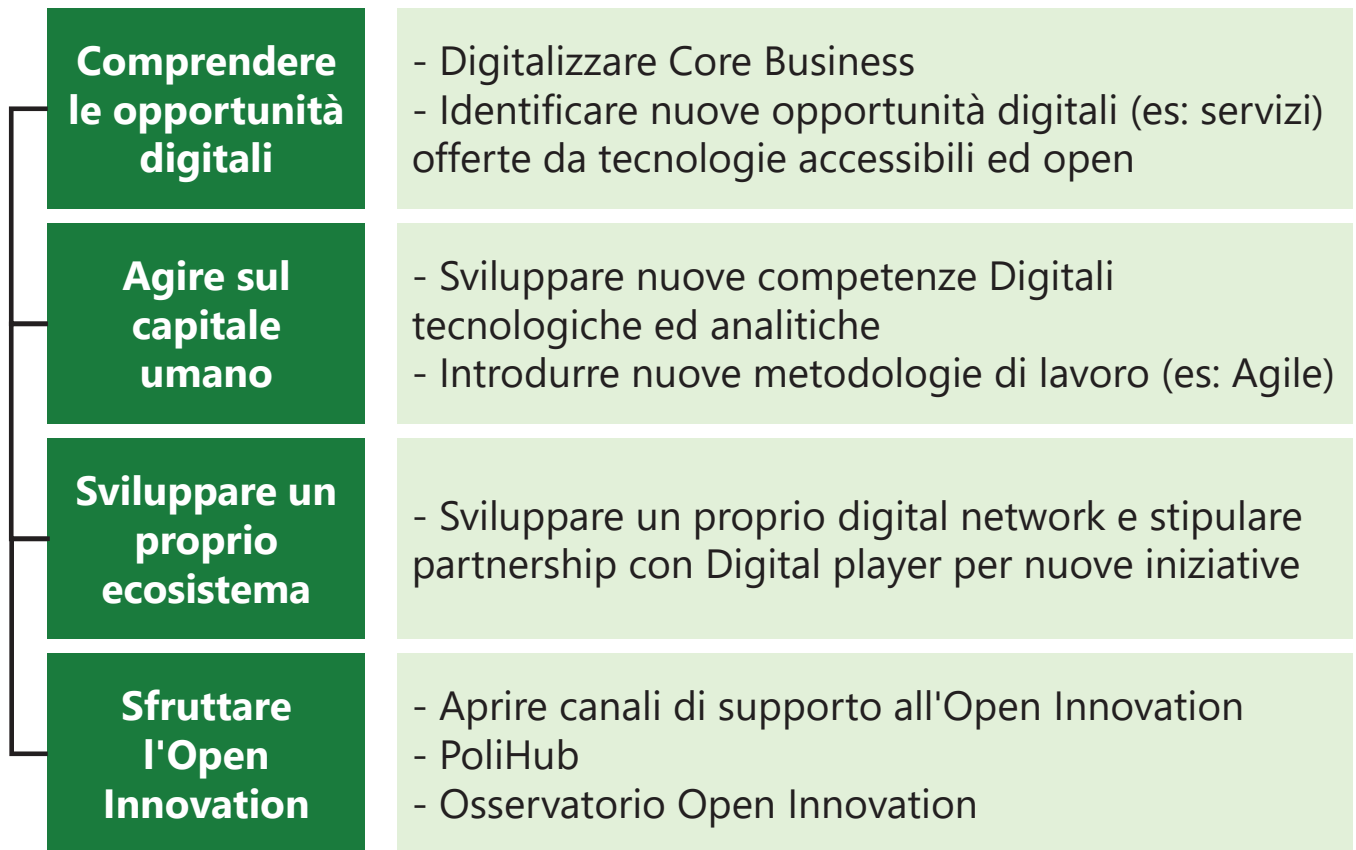 Comprendere
le opportunità
digitali
- Digitalizzare Core Business
- Identificare nuove opportunità digitali (es: servizi)
offerte da tecnologie accessibili ed open
Agire sul
capitale
umano
- Sviluppare nuove competenze Digitali
tecnologiche ed analitiche
- Introdurre nuove metodologie di lavoro (es: Agile)
Sviluppare un
proprio
ecosistema
- Sviluppare un proprio digital network e stipulare
partnership con Digital player per nuove iniziative
Sfruttare
l'Open
Innovation
- Aprire canali di supporto all'Open Innovation
- PoliHub
- Osservatorio Open Innovation